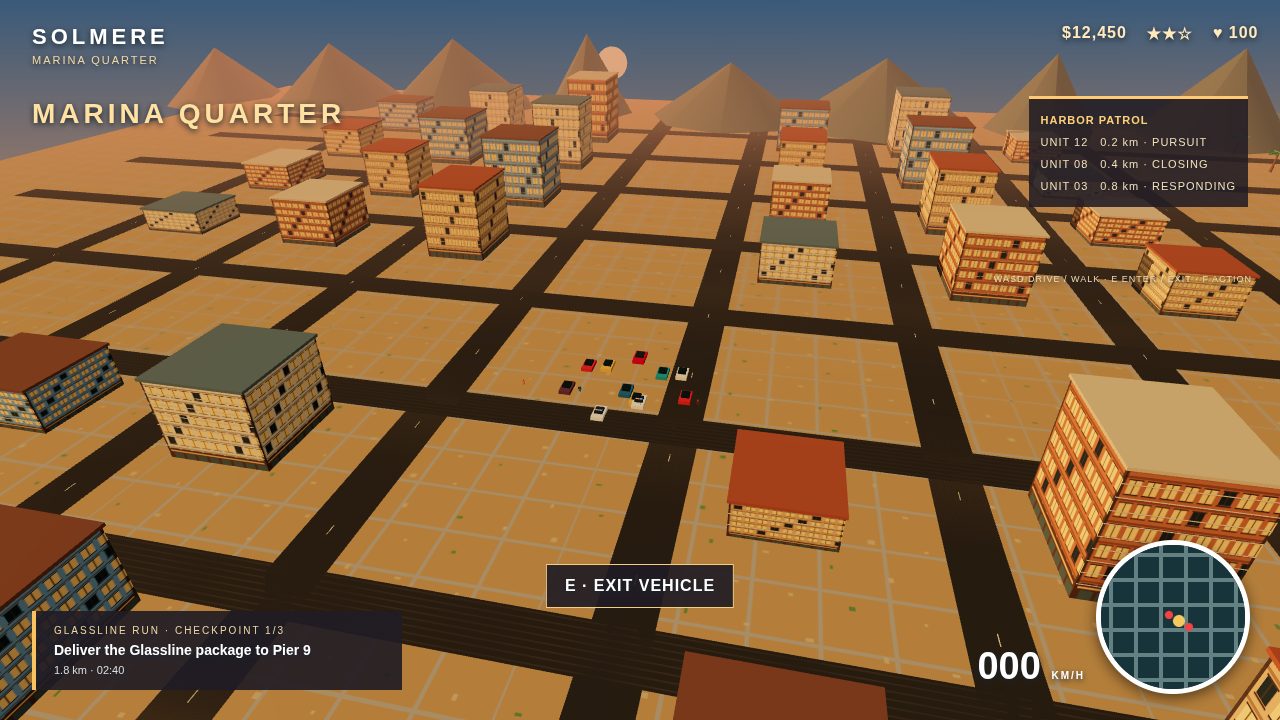 SOLMERE
MARINA QUARTER
MARINA QUARTER
$12,450 ★★☆ ♥ 100
HARBOR PATROL
UNIT 12 0.2 km · PURSUIT
UNIT 08 0.4 km · CLOSING
UNIT 03 0.8 km · RESPONDING
WASD DRIVE / WALK · E ENTER / EXIT · F ACTION
E · EXIT VEHICLE
GLASSLINE RUN · CHECKPOINT 1/3
Deliver the Glassline package to Pier 9
1.8 km · 02:40
000 KM/H